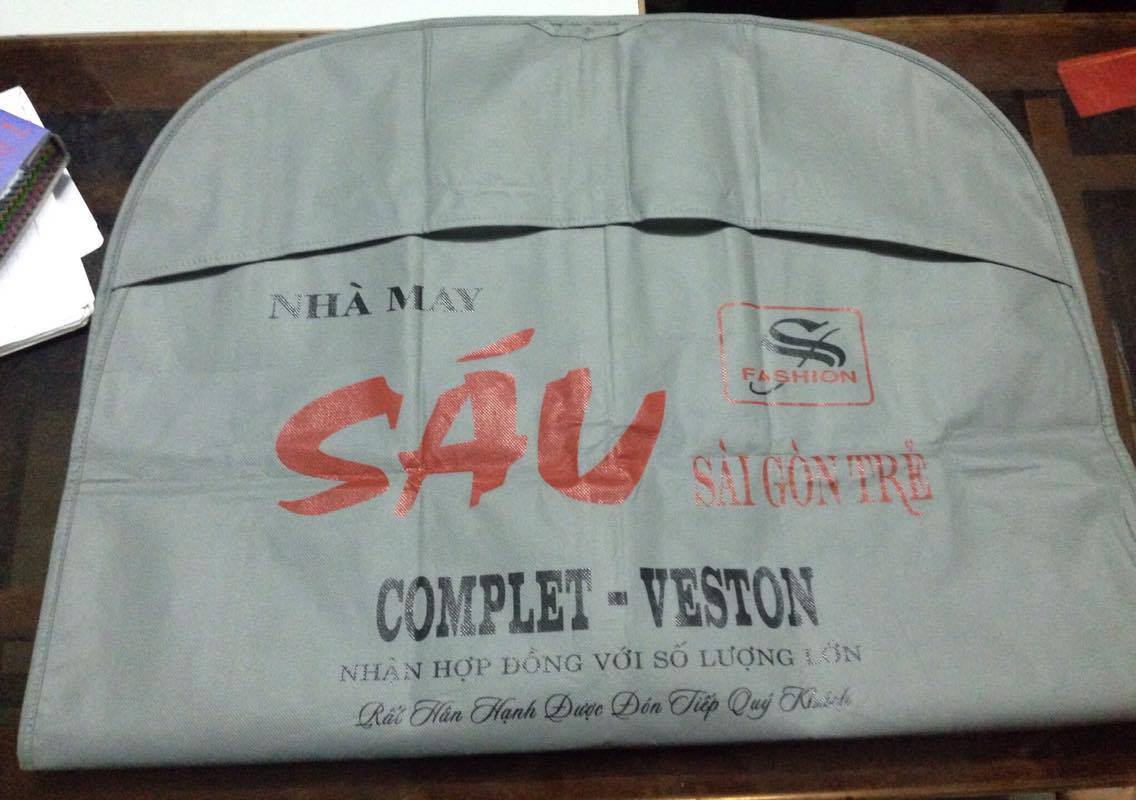 NHÀ MAY
SÁU
FASHION
SÀI GÒN TRẺ
COMPLET - VESTON
NHẬN HỢP ĐỒNG VỚI SỐ LƯỢNG LỚN
Rất Hân Hạnh Được Đón Tiếp Quý Khách